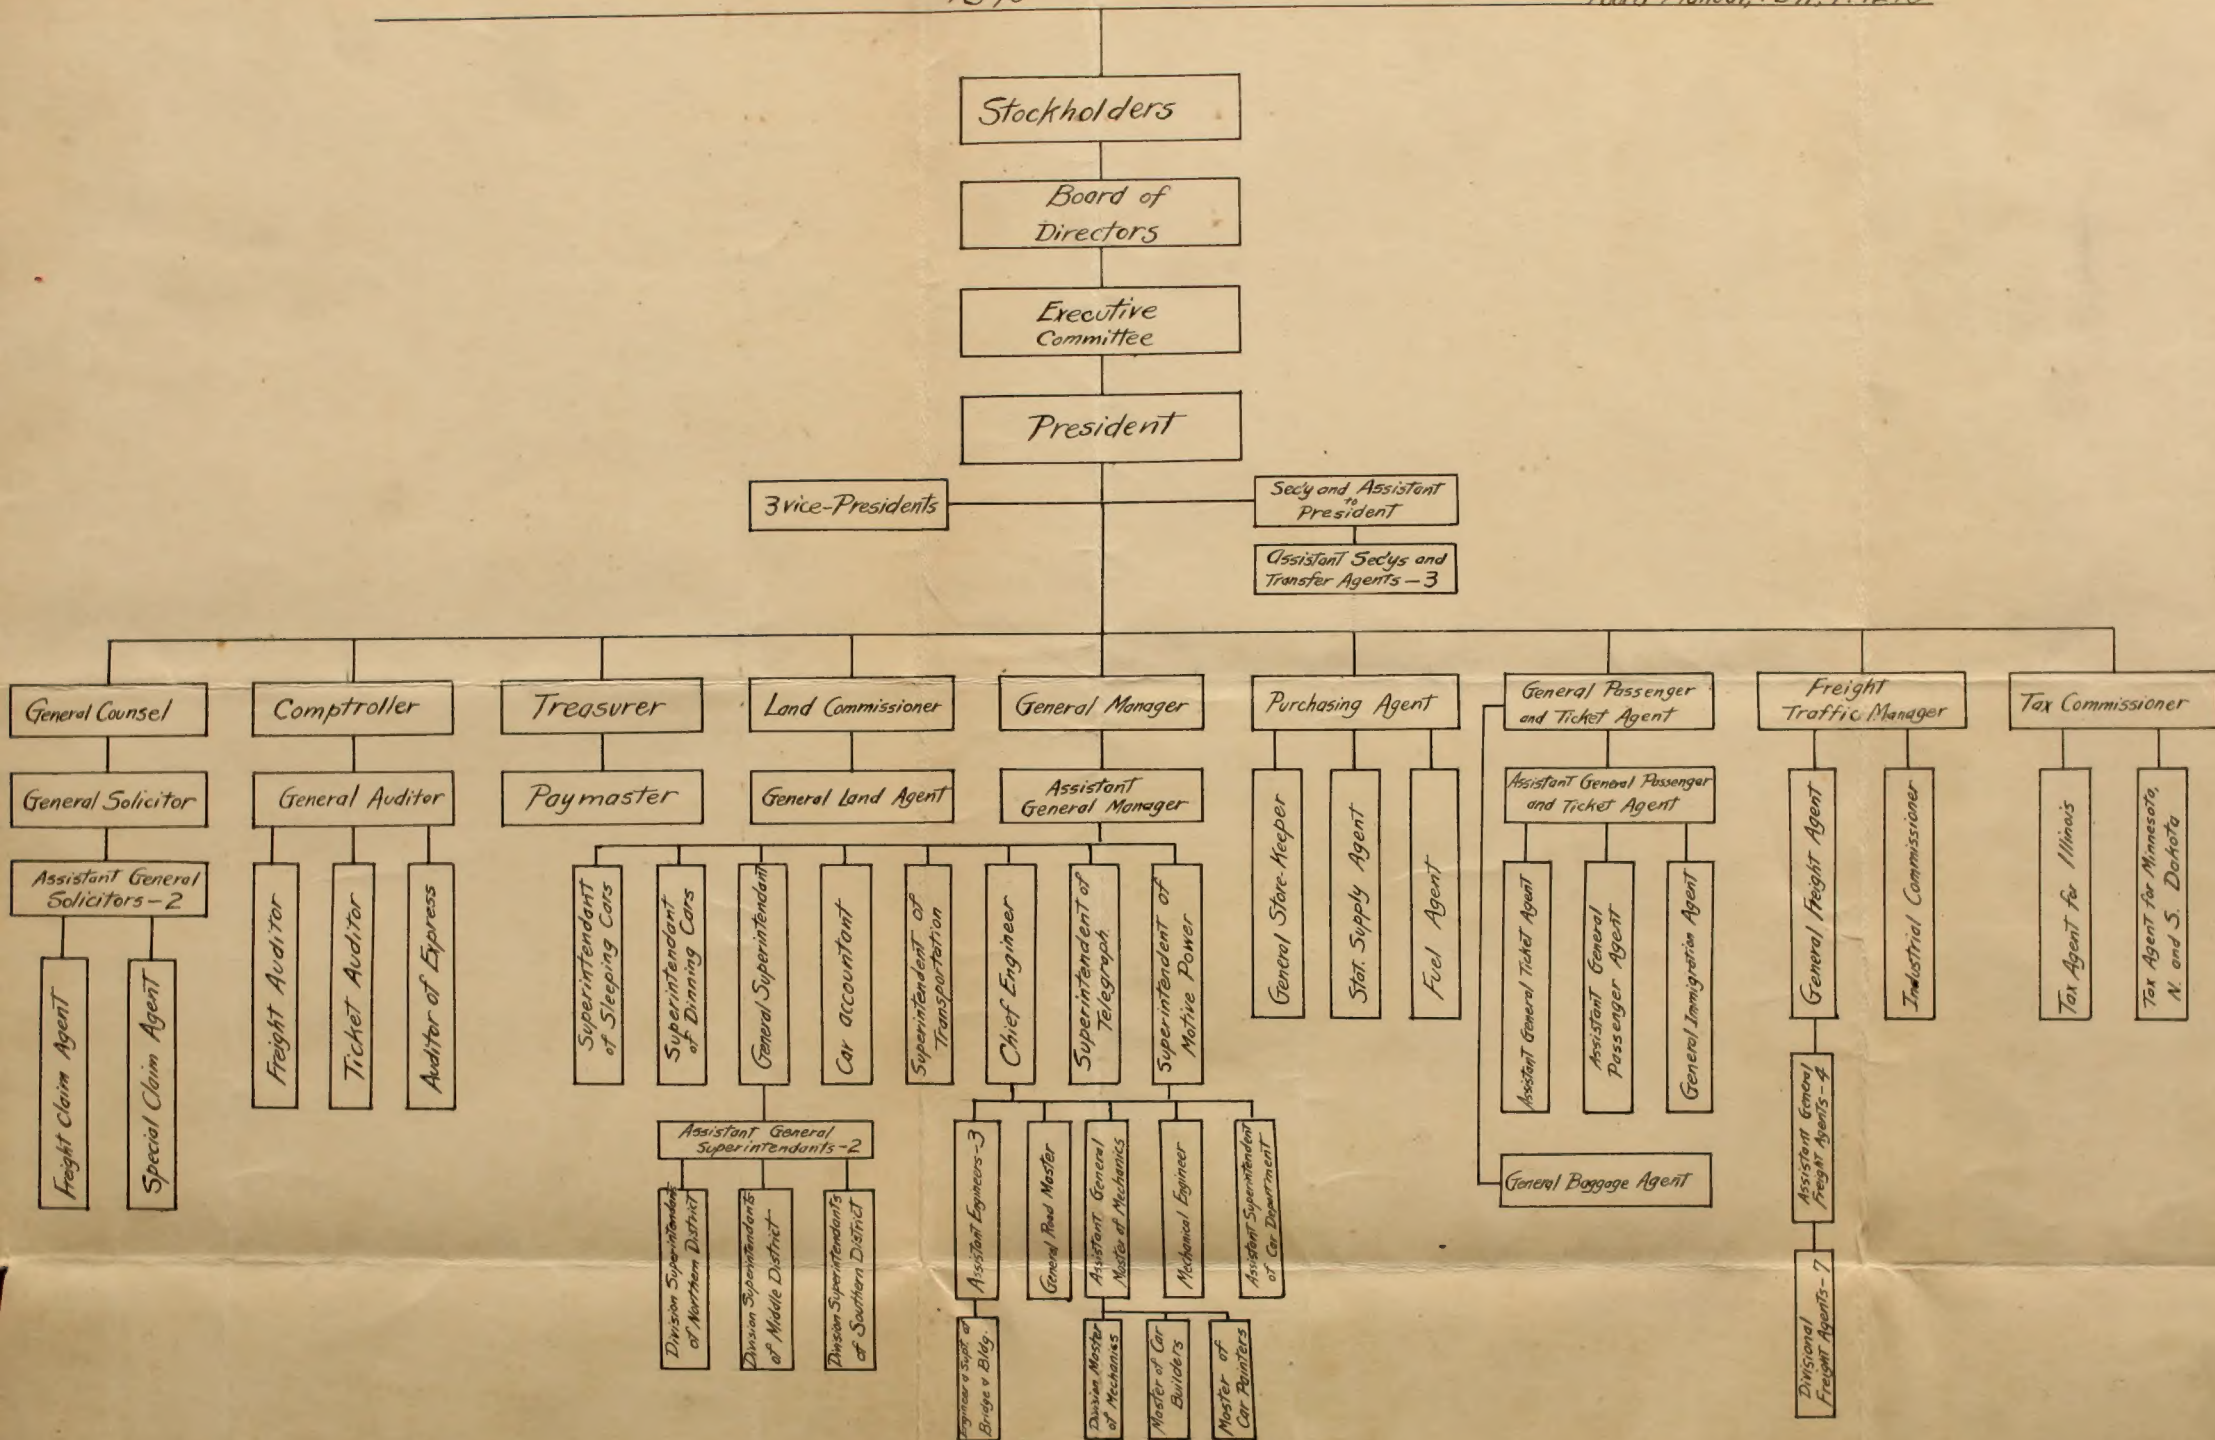 Stockholders
Board of
Directors
Executive
Committee
President
3 vice-Presidents
Sec'y and Assistant
to
President
Assistant Sec'ys and
Transfer Agents - 3
General Counsel
Comptroller
Treasurer
Land Commissioner
General Manager
Purchasing Agent
General Passenger
and Ticket Agent
Freight
Traffic Manager
Tax Commissioner
General Solicitor
General Auditor
Paymaster
General Land Agent
Assistant
General Manager
General Store-Keeper
Stat. Supply Agent
Fuel Agent
Assistant General Passenger
and Ticket Agent
General Freight Agent
Industrial Commissioner
Tax Agent for Illinois
Tax Agent for Minnesota,
N. and S. Dakota
Assistant General
Solicitors - 2
Freight Auditor
Ticket Auditor
Auditor of Express
Superintendant
of Sleeping Cars
Superintendant
of Dinning Cars
General Superintendant
Car accountant
Superintendent of
Transportation
Chief Engineer
Superintendent of
Telegraph.
Superintendent of
Motive Power
Assistant General Ticket Agent
Assistant General
Passenger Agent
General Immigration Agent
Freight Claim Agent
Special Claim Agent
Assistant General
Superintendants - 2
Assistant Engineers - 3
General Road Master
Assistant General
Master of Mechanics
Mechanical Engineer
Assistant Superintendent
of Car Department
General Baggage Agent
Assistant General
Freight Agents - 4
Division Superintendants
of Northern District
Division Superintendants
of Middle District
Division Superintendants
of Southern District
Engineer & Supt. of
Bridge & Bldg.
Division Master
of Mechanics
Master of Car
Builders
Master of
Car Painters
Divisional
Freight Agents - 7